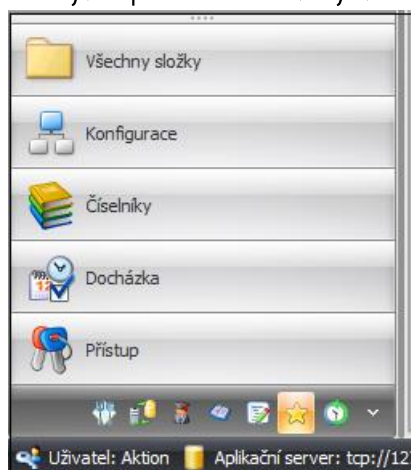 Všechny složky
Konfigurace
Číselníky
Docházka
Přístup
Uživatel: Aktion Aplikační server: tcp://12